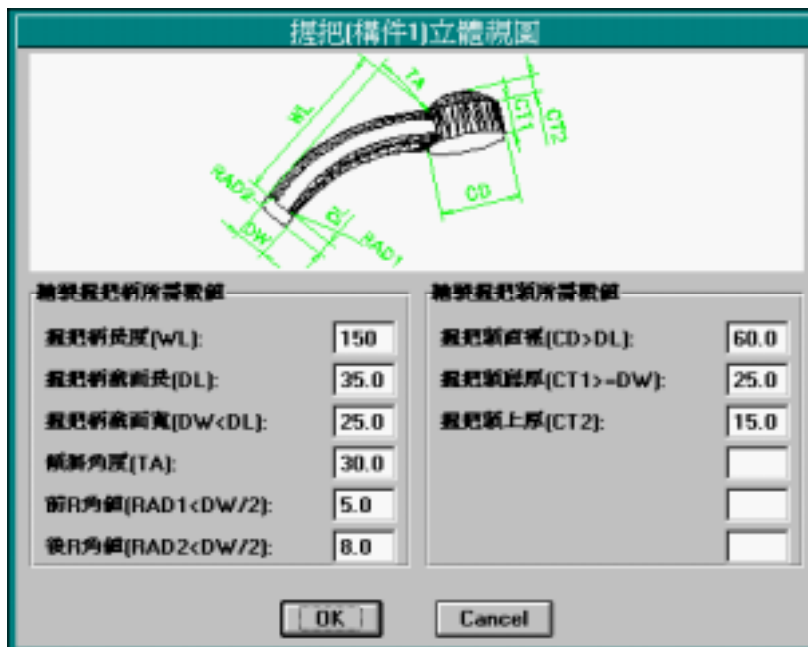 握把(構件1)立體視圖
WL
TA
CT1
CT2
RAD2
DW
DL
RAD1
CD
繪製握把柄所需數值
握把柄長度(WL): 150
握把柄截面長(DL): 35.0
握把柄截面寬(DW<DL): 25.0
傾斜角度(TA): 30.0
前R角值(RAD1<DW/2): 5.0
後R角值(RAD2<DW/2): 8.0
繪製握把頭所需數值
握把頭直徑(CD>DL): 60.0
握把頭厚(CT1>=DW): 25.0
握把頭上厚(CT2): 15.0
OK
Cancel